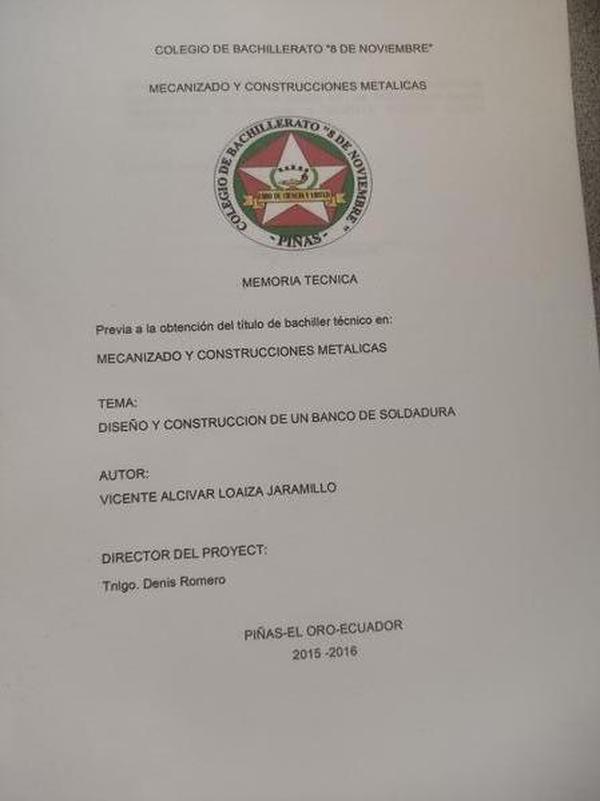 COLEGIO DE BACHILLERATO "8 DE NOVIEMBRE"
MECANIZADO Y CONSTRUCCIONES METALICAS
COLEGIO DE BACHILLERATO "8 DE NOVIEMBRE"
DE CIENCIA Y
- PIÑAS -
MEMORIA TECNICA
Previa a la obtención del título de bachiller técnico en:
MECANIZADO Y CONSTRUCCIONES METALICAS
TEMA:
DISEÑO Y CONSTRUCCION DE UN BANCO DE SOLDADURA
AUTOR:
VICENTE ALCIVAR LOAIZA JARAMILLO
DIRECTOR DEL PROYECT:
Tnlgo. Denis Romero
PIÑAS-EL ORO-ECUADOR
2015 -2016